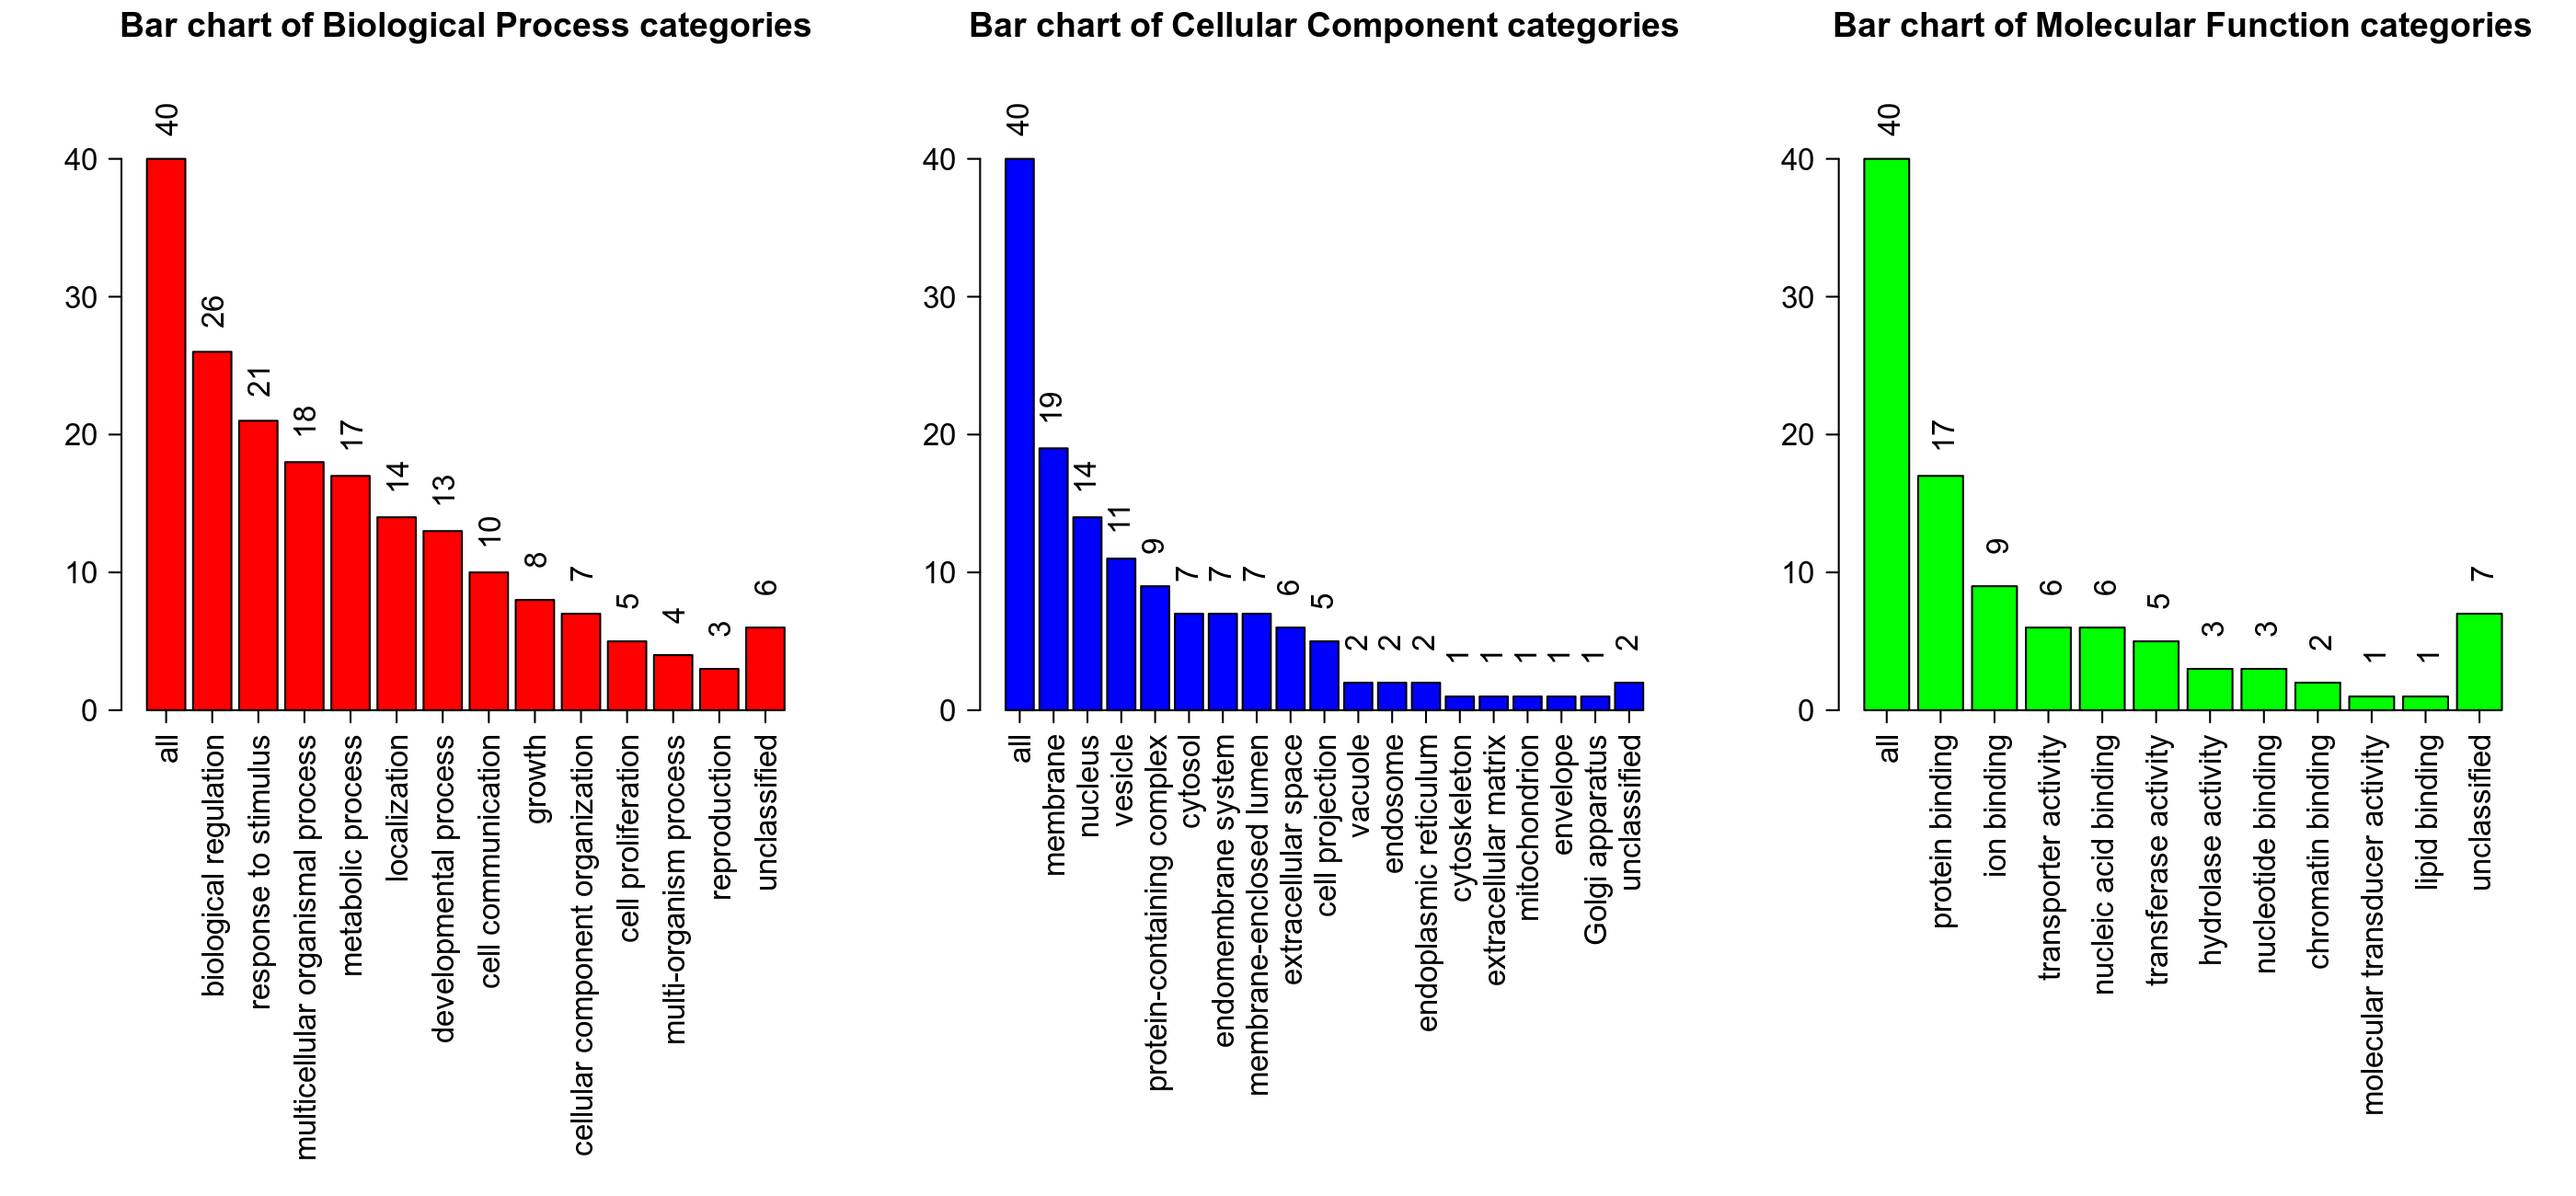 Bar chart of Biological Process categories
40
30
20
10
0
40
26
21
18
17
14
13
10
8
7
5
4
3
6
all
biological regulation
response to stimulus
multicellular organismal process
metabolic process
localization
developmental process
cell communication
growth
cellular component organization
cell proliferation
multi-organism process
reproduction
unclassified
Bar chart of Cellular Component categories
40
30
20
10
0
40
19
14
11
9
7
7
7
6
5
2
2
2
1
1
1
1
1
2
all
membrane
nucleus
vesicle
protein-containing complex
cytosol
endomembrane system
membrane-enclosed lumen
extracellular space
cell projection
vacuole
endosome
endoplasmic reticulum
cytoskeleton
extracellular matrix
mitochondrion
envelope
Golgi apparatus
unclassified
Bar chart of Molecular Function categories
40
30
20
10
0
40
17
9
6
6
5
3
3
2
1
1
7
all
protein binding
ion binding
transporter activity
nucleic acid binding
transferase activity
hydrolase activity
nucleotide binding
chromatin binding
molecular transducer activity
lipid binding
unclassified